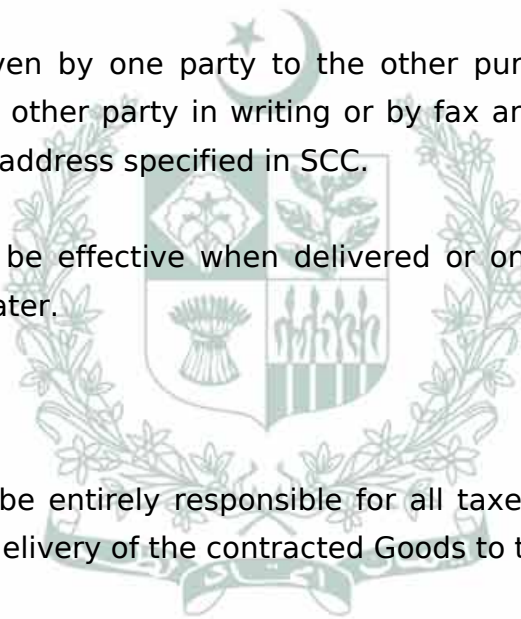 ven by one party to the other pur
other party in writing or by fax an
address specified in SCC.
be effective when delivered or on
ater.
be entirely responsible for all taxe
elivery of the contracted Goods to t